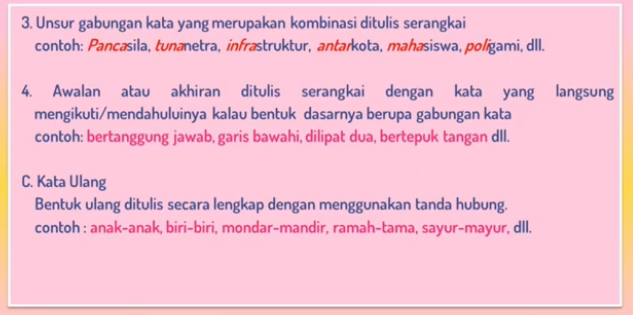 3. Unsur gabungan kata yang merupakan kombinasi ditulis serangkai
contoh: Pancasila, tunanetra, infrastruktur, antarkota, mahasiswa, poligami, dll.
4. Awalan atau akhiran ditulis serangkai dengan kata yang langsung
mengikuti/mendahuluinya kalau bentuk dasarnya berupa gabungan kata
contoh: bertanggung jawab, garis bawahi, dilipat dua, bertepuk tangan dll.
C. Kata Ulang
Bentuk ulang ditulis secara lengkap dengan menggunakan tanda hubung.
contoh : anak-anak, biri-biri, mondar-mandir, ramah-tama, sayur-mayur, dll.